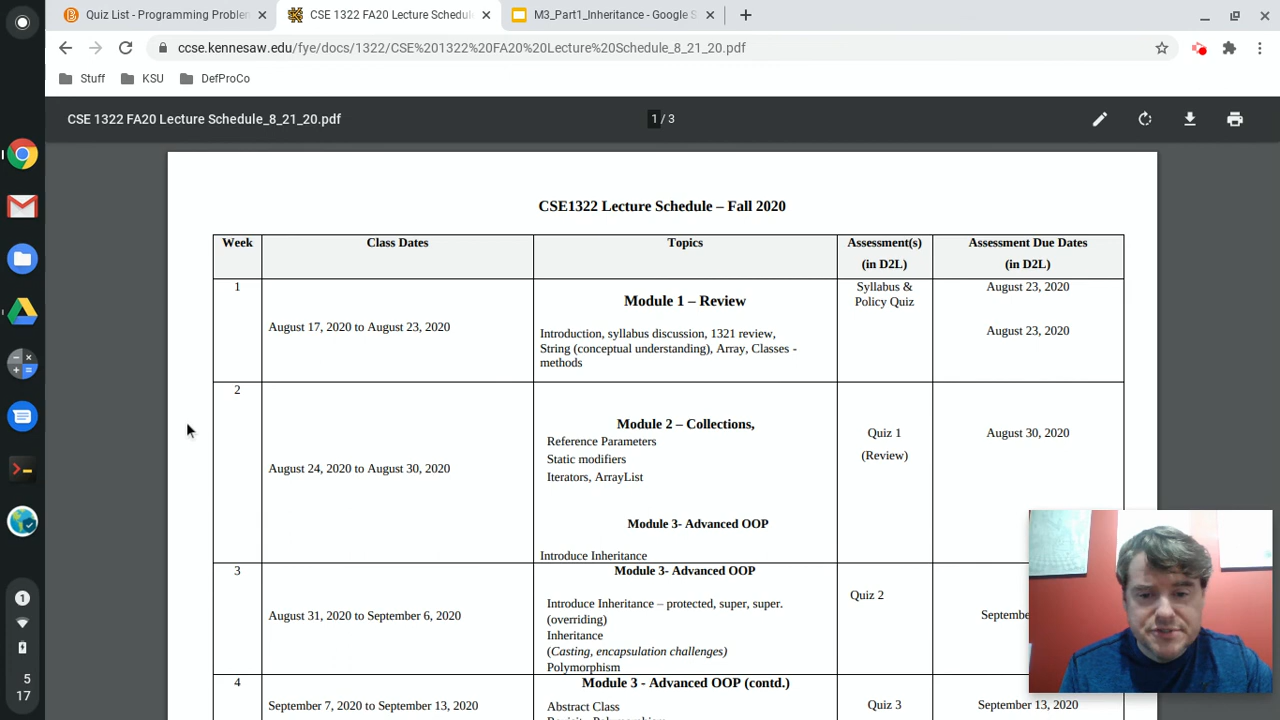 Quiz List - Programming Problem
CSE 1322 FA20 Lecture Schedule
M3_Part1_Inheritance - Google S
ccse.kennesaw.edu/fye/docs/1322/CSE%201322%20FA20%20Lecture%20Schedule_8_21_20.pdf
Stuff
KSU
DefProCo
CSE 1322 FA20 Lecture Schedule_8_21_20.pdf
1 / 3
CSE1322 Lecture Schedule – Fall 2020
Week
Class Dates
Topics
Assessment(s)
(in D2L)
Assessment Due Dates
(in D2L)
1
August 17, 2020 to August 23, 2020
Module 1 – Review
Introduction, syllabus discussion, 1321 review,
String (conceptual understanding), Array, Classes -
methods
Syllabus &
Policy Quiz
August 23, 2020
August 23, 2020
2
August 24, 2020 to August 30, 2020
Module 2 – Collections,
Reference Parameters
Static modifiers
Iterators, ArrayList
Module 3- Advanced OOP
Introduce Inheritance
Quiz 1
(Review)
August 30, 2020
3
August 31, 2020 to September 6, 2020
Module 3- Advanced OOP
Introduce Inheritance – protected, super, super.
(overriding)
Inheritance
(Casting, encapsulation challenges)
Polymorphism
Quiz 2
Septembe
4
September 7, 2020 to September 13, 2020
Module 3 - Advanced OOP (contd.)
Abstract Class
Quiz 3
September 13, 2020
1
5
17